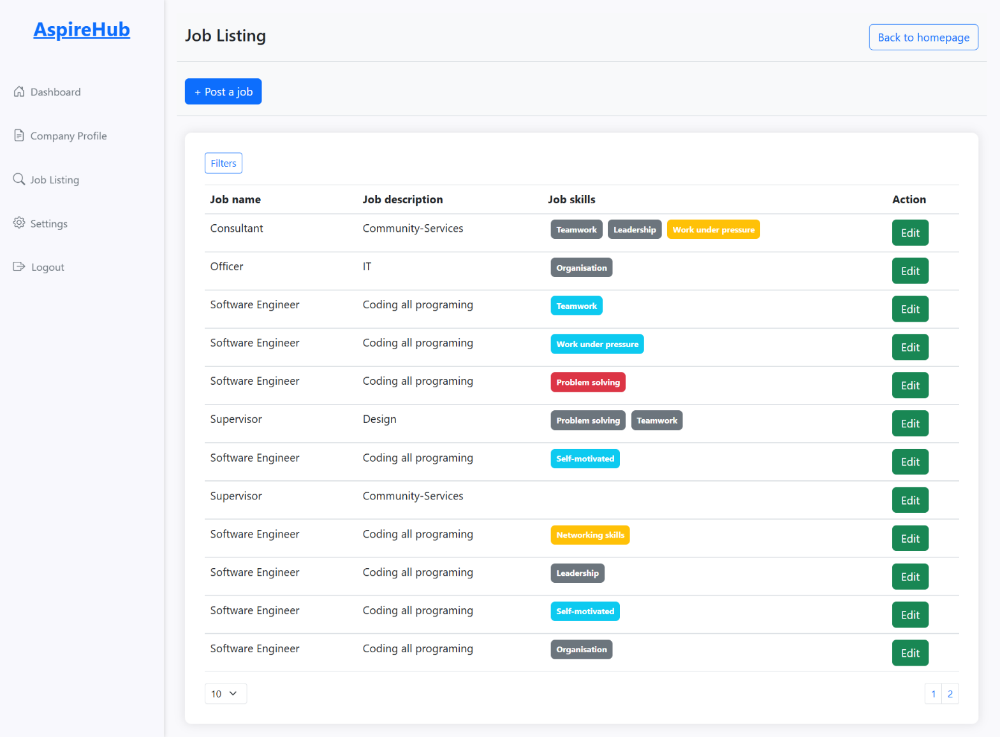 AspireHub
Dashboard
Company Profile
Job Listing
Settings
Logout
Job Listing
Back to homepage
+ Post a job
Filters
Job name Job description Job skills Action
Consultant Community-Services Teamwork Leadership Work under pressure Edit
Officer IT Organisation Edit
Software Engineer Coding all programing Teamwork Edit
Software Engineer Coding all programing Work under pressure Edit
Software Engineer Coding all programing Problem solving Edit
Supervisor Design Problem solving Teamwork Edit
Software Engineer Coding all programing Self-motivated Edit
Supervisor Community-Services Edit
Software Engineer Coding all programing Networking skills Edit
Software Engineer Coding all programing Leadership Edit
Software Engineer Coding all programing Self-motivated Edit
Software Engineer Coding all programing Organisation Edit
10 1 2